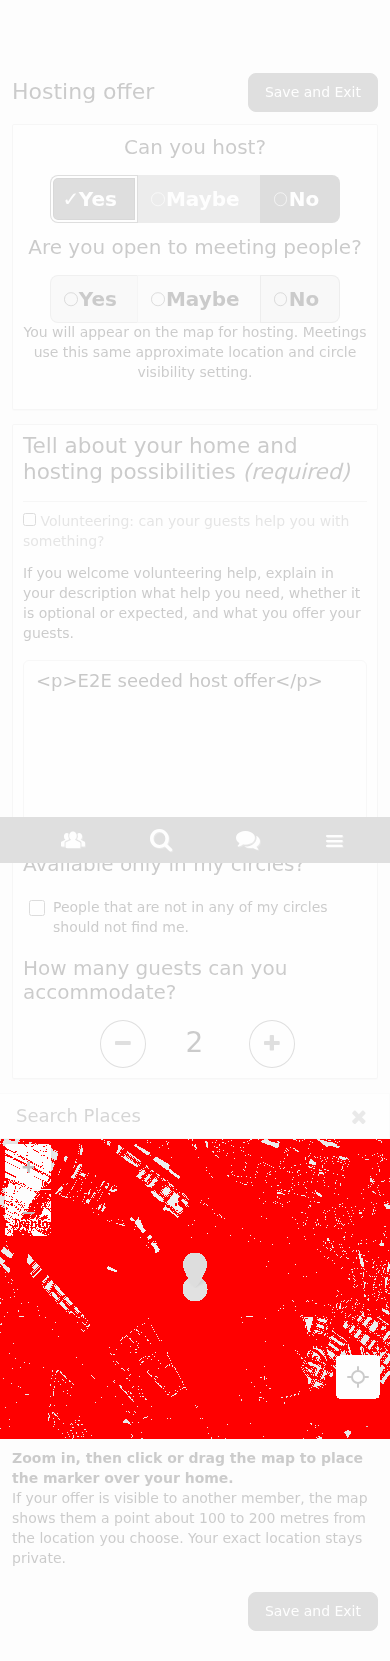 Hosting offer
Save and Exit
Can you host?
✓Yes
Maybe
No
Are you open to meeting people?
Yes
Maybe
No
You will appear on the map for hosting. Meetings
use this same approximate location and circle
visibility setting.
Tell about your home and
hosting possibilities (required)
Volunteering: can your guests help you with
something?
If you welcome volunteering help, explain in
your description what help you need, whether it
is optional or expected, and what you offer your
guests.
<p>E2E seeded host offer</p>
Available only in my circles?
People that are not in any of my circles
should not find me.
How many guests can you
accommodate?
2
Search Places
Zoom in, then click or drag the map to place
the marker over your home.
If your offer is visible to another member, the map
shows them a point about 100 to 200 metres from
the location you choose. Your exact location stays
private.
Save and Exit